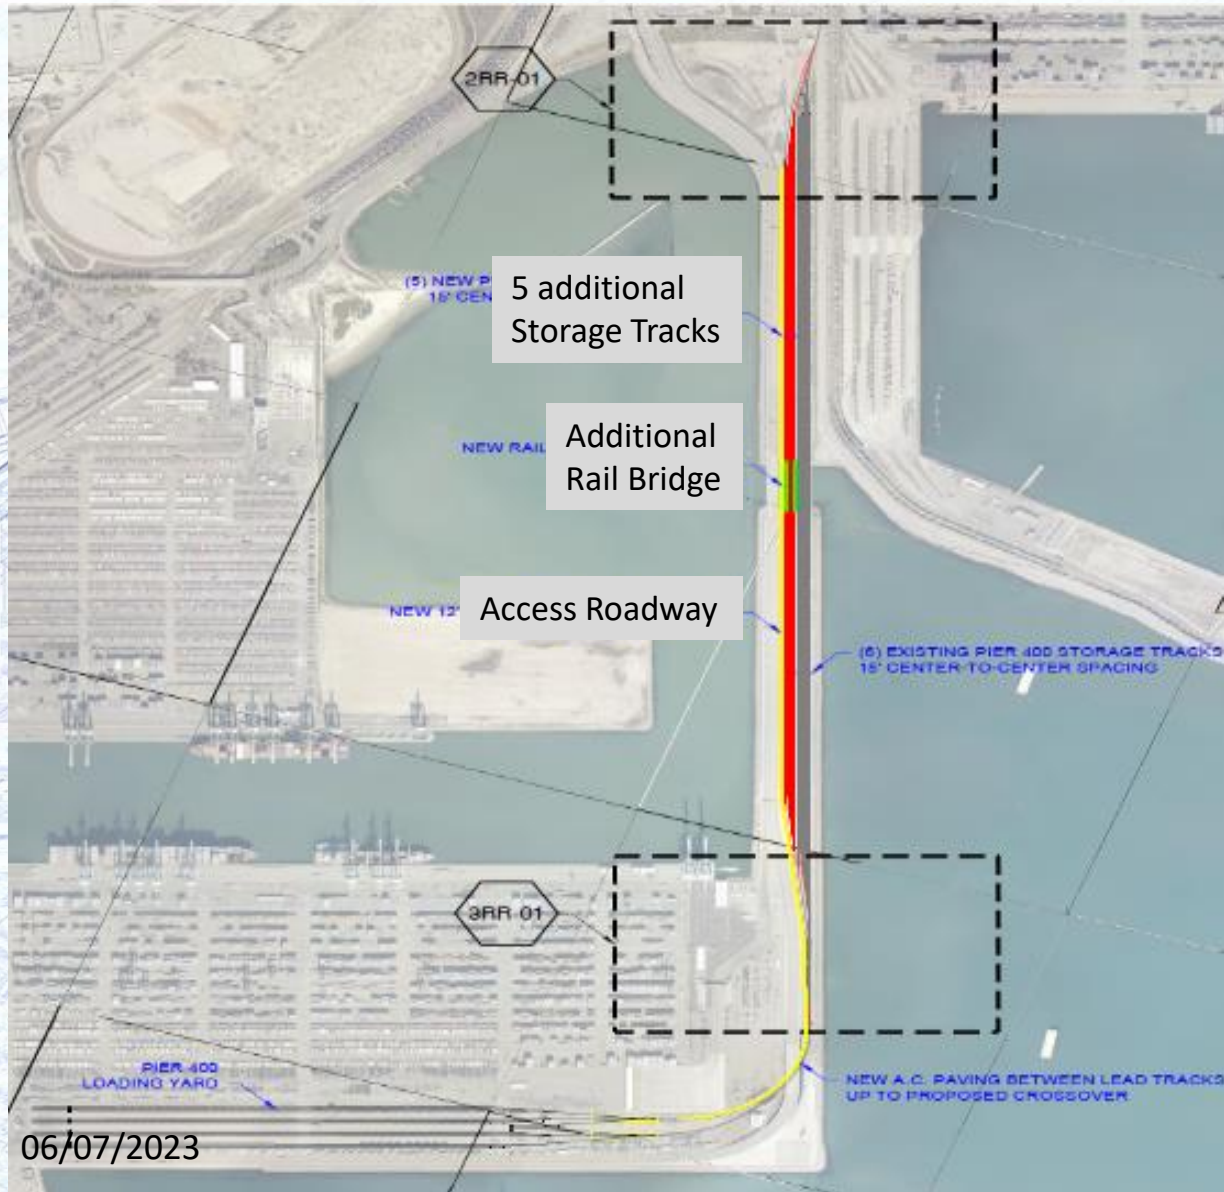 2RR-01
(5) NEW P
15' CEN
5 additional
Storage Tracks
Additional
Rail Bridge
NEW RAIL
Access Roadway
NEW 12'
(6) EXISTING PIER 400 STORAGE TRACKS
15' CENTER-TO-CENTER SPACING
3RR-01
PIER 400
LOADING YARD
NEW A.C. PAVING BETWEEN LEAD TRACKS
UP TO PROPOSED CROSSOVER
06/07/2023